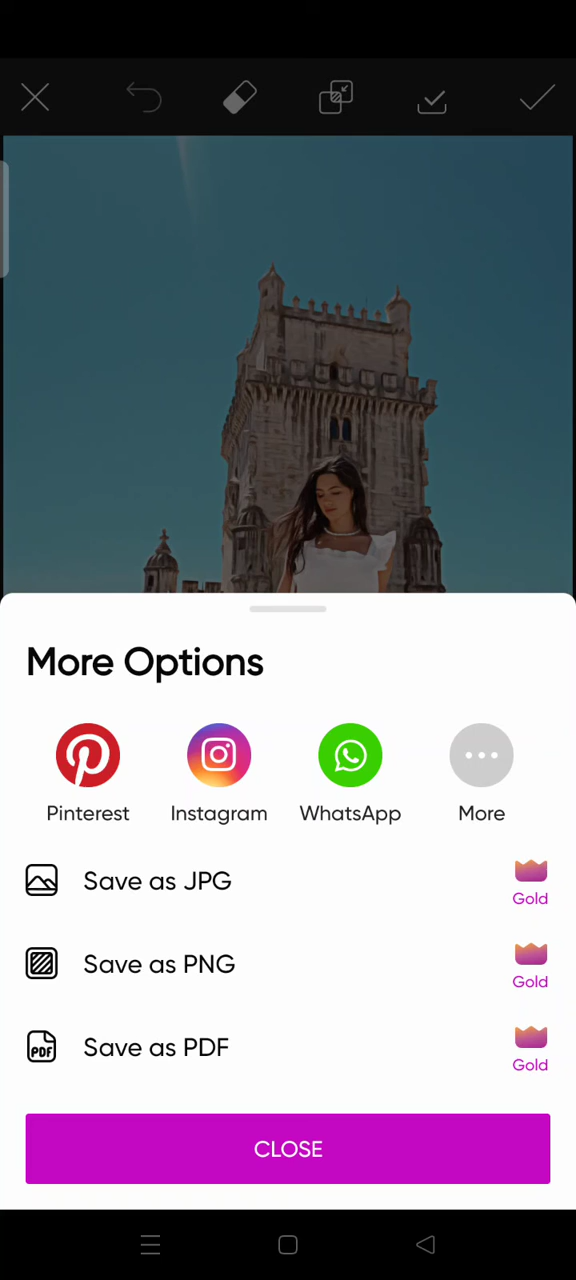 More Options
Pinterest
Instagram
WhatsApp
More
Save as JPG
Gold
Save as PNG
Gold
PDF
Save as PDF
Gold
CLOSE